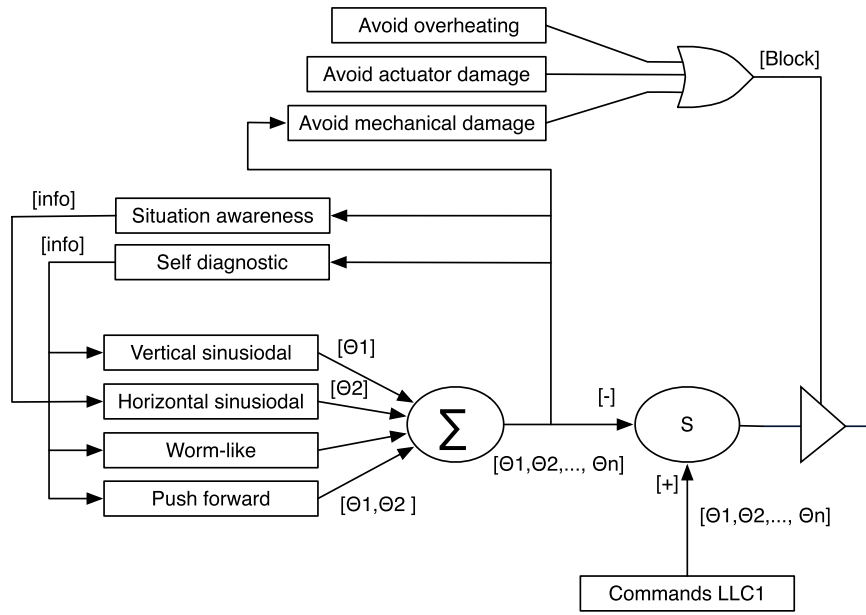 Avoid overheating
[Block]
Avoid actuator damage
Avoid mechanical damage
[info]
Situation awareness
[info]
Self diagnostic
Vertical sinusiodal
[Θ1]
Horizontal sinusiodal
[Θ2]
Worm-like
Push forward
[Θ1,Θ2 ]
∑
[-]
S
[Θ1,Θ2,..., Θn]
[+]
[Θ1,Θ2,..., Θn]
Commands LLC1